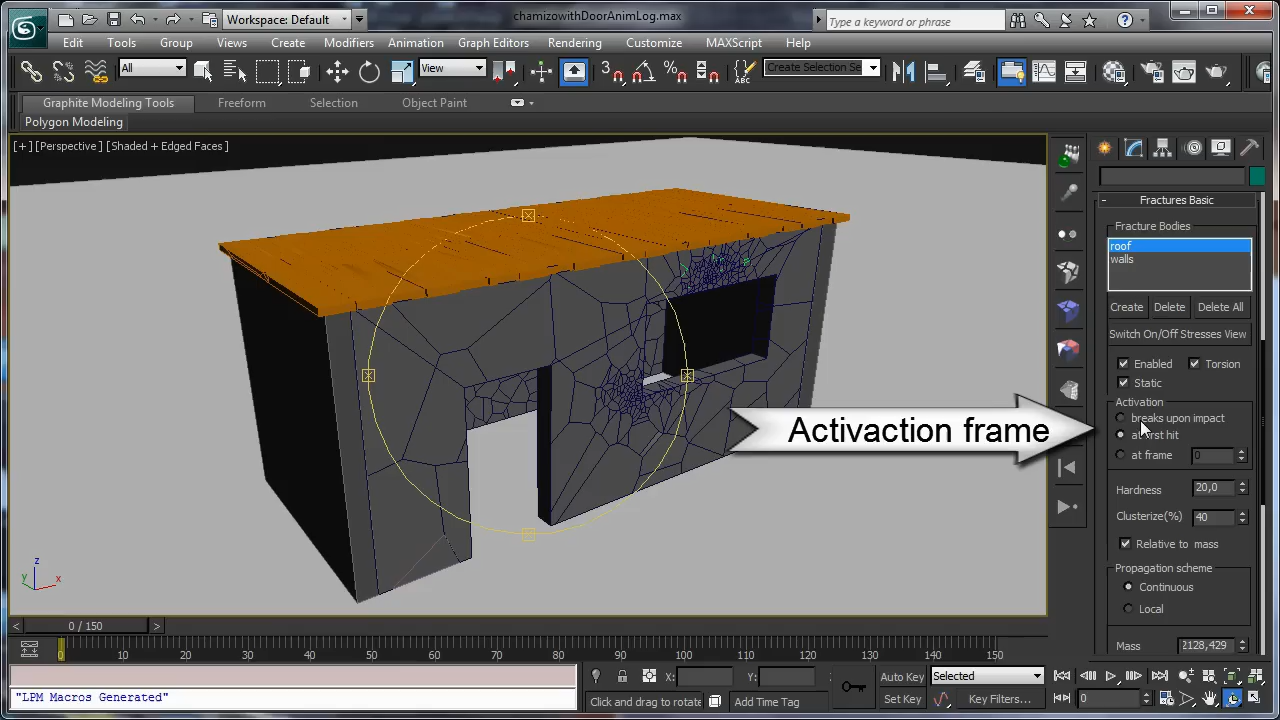 Workspace: Default
chamizowithDoorAnimLog.max
Type a keyword or phrase
Edit Tools Group Views Create Modifiers Animation Graph Editors Rendering Customize MAXScript Help
All
View
Create Selection Se
Graphite Modeling Tools Freeform Selection Object Paint
Polygon Modeling
[+] [Perspective] [Shaded + Edged Faces]
Fractures Basic
Fracture Bodies
roof
walls
Create Delete Delete All
Switch On/Off Stresses View
Enabled Torsion
Static
Activation
breaks upon impact
Activaction frame
at first hit
at frame 0
Hardness 20,0
Clusterize(%) 40
Relative to mass
Propagation scheme
Continuous
Local
Mass 2128,429
z
y x
< 0 / 150 >
0 10 20 30 40 50 60 70 80 90 100 110 120 130 140 150
X: Y:
Auto Key Selected
"LPM Macros Generated"
Click and drag to rotate
Add Time Tag
Set Key Key Filters...
0